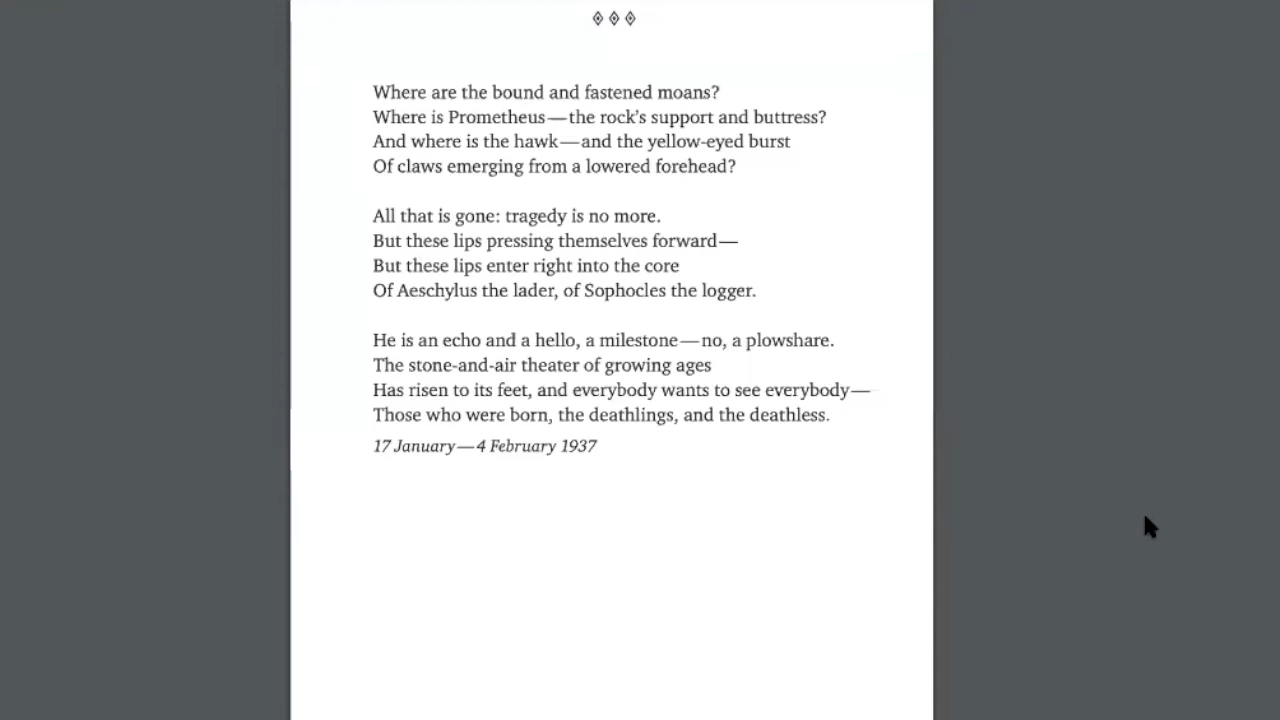 Where are the bound and fastened moans?
Where is Prometheus—the rock's support and buttress?
And where is the hawk—and the yellow-eyed burst
Of claws emerging from a lowered forehead?
All that is gone: tragedy is no more.
But these lips pressing themselves forward—
But these lips enter right into the core
Of Aeschylus the lader, of Sophocles the logger.
He is an echo and a hello, a milestone—no, a plowshare.
The stone-and-air theater of growing ages
Has risen to its feet, and everybody wants to see everybody—
Those who were born, the deathlings, and the deathless.
17 January—4 February 1937